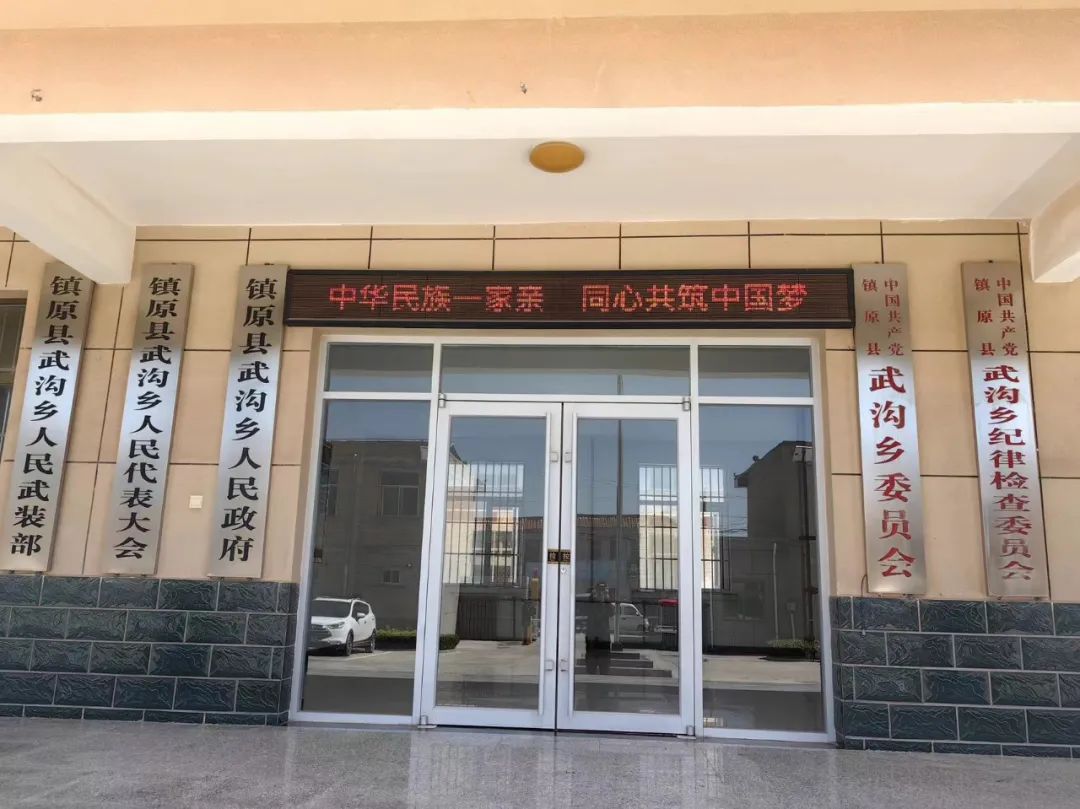 中华民族一家亲 同心共筑中国梦
镇原县武沟乡人民武装部
镇原县武沟乡人民代表大会
镇原县武沟乡人民政府
中国共产党
镇原县
武沟乡委员会
中国共产党
镇原县
武沟乡纪律检查委员会